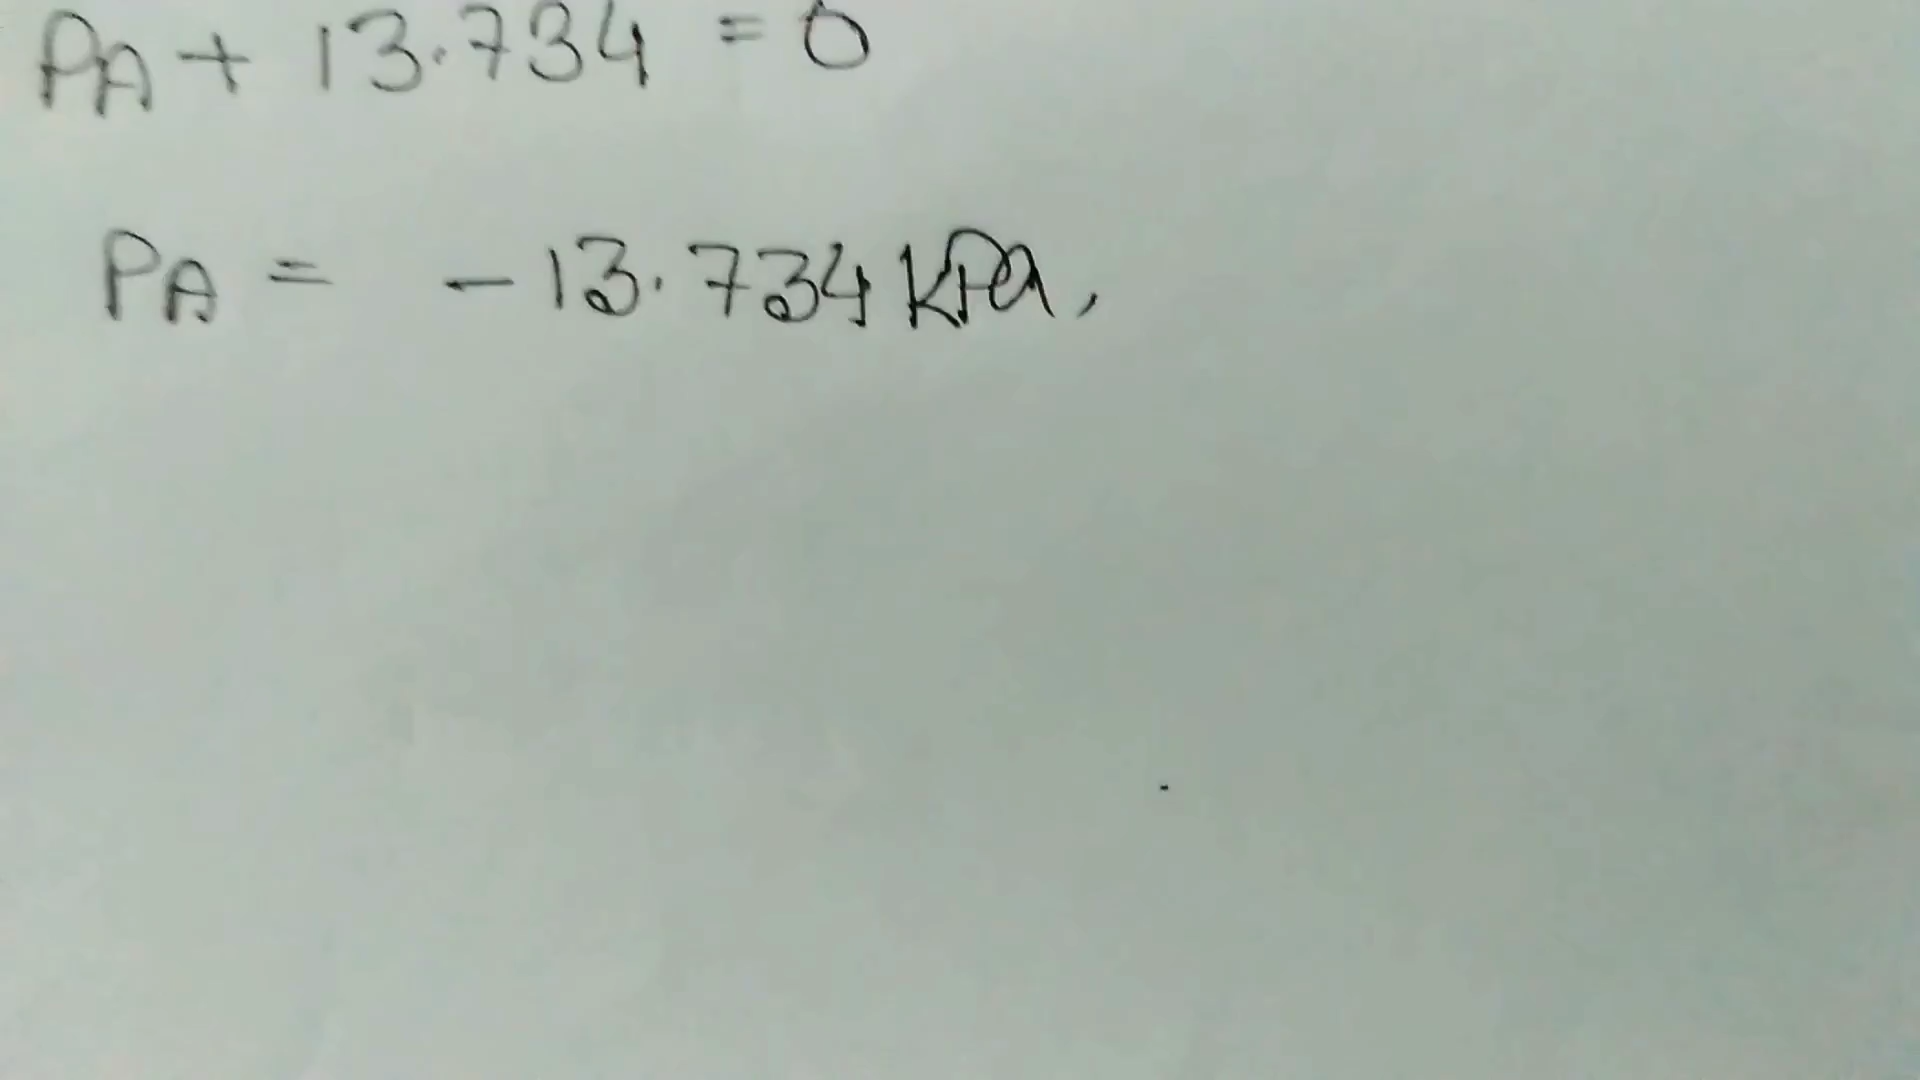 PA + 13.734 = 0
PA = - 13.734 kPa,